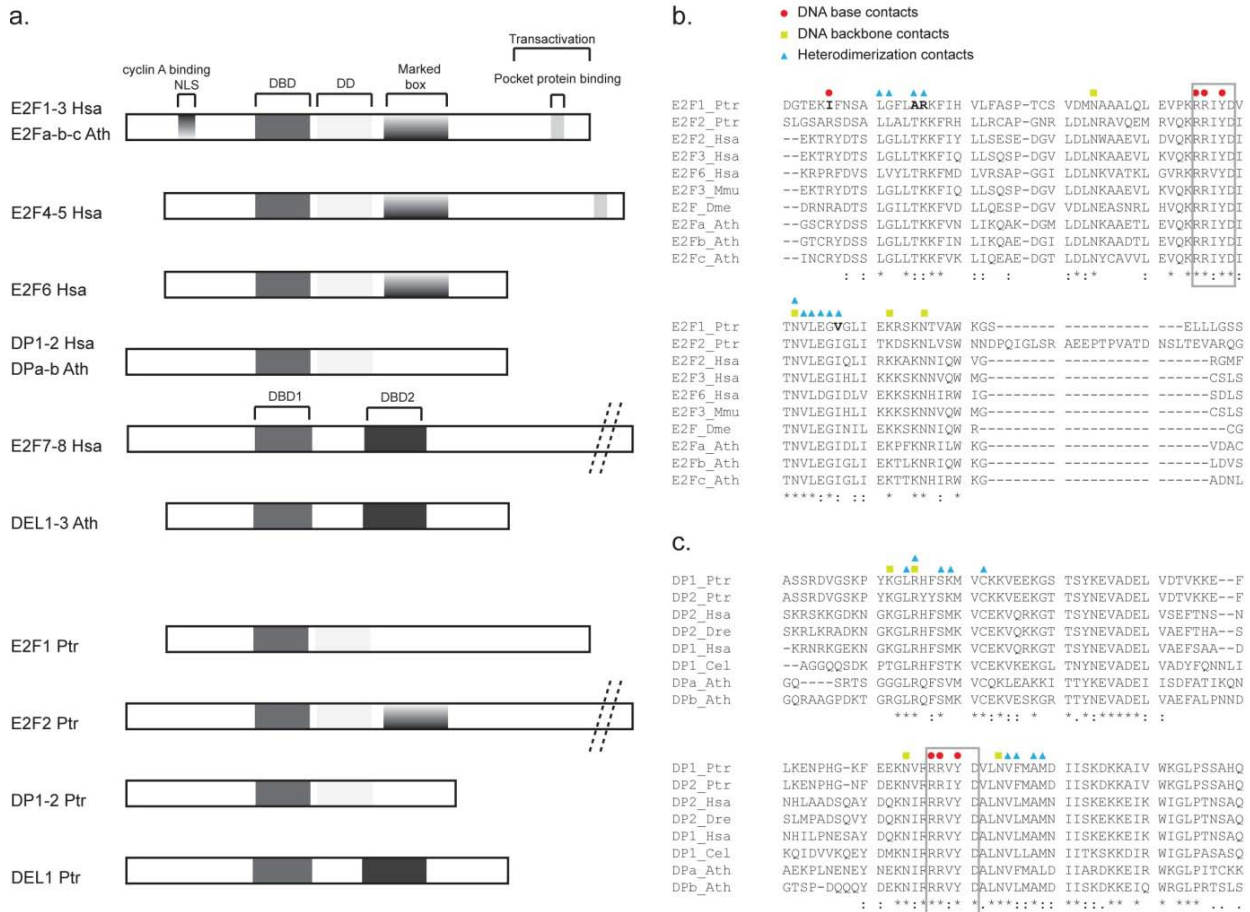 a.
Transactivation
cyclin A binding
NLS
DBD
DD
Marked
box
Pocket protein binding
E2F1-3 Hsa
E2Fa-b-c Ath
E2F4-5 Hsa
E2F6 Hsa
DP1-2 Hsa
DPa-b Ath
DBD1
DBD2
E2F7-8 Hsa
DEL1-3 Ath
E2F1 Ptr
E2F2 Ptr
DP1-2 Ptr
DEL1 Ptr
b.
DNA base contacts
DNA backbone contacts
Heterodimerization contacts
E2F1_Ptr DGTEKIFNSA LGFLARKFIH VLFASP-TCS VDMNAAALQL EVPKRRIYDV
E2F2_Ptr SLGSARSDSA LLALTKKFRH LLRCAP-GNR LDLNRAVQEM RVQKRRIYDI
E2F2_Hsa --EKTRYDTS LGLLTKKFIY LLSESE-DGV LDLNWAAEVL DVQKRRIYDI
E2F3_Hsa --EKTRYDTS LGLLTKKFIQ LLSQSP-DGV LDLNKAAEVL KVQKRRIYDI
E2F6_Hsa --KRPRFDVS LVYLTRKFMD LVRSAP-GGI LDLNKVATKL GVRKRRVYDI
E2F3_Mmu --EKTRYDTS LGLLTKKFIQ LLSQSP-DGV LDLNKAAEVL KVQKRRIYDI
E2F_Dme --DRNRADTS LGILTKKFVD LLQESP-DGV VDLNEASNRL HVQKRRIYDI
E2Fa_Ath --GSCRYDSS LGLLTKKFVN LIKQAK-DGM LDLNKAAETL EVQKRRIYDI
E2Fb_Ath --GTCRYDSS LGLLTKKFIN LIKQAE-DGI LDLNKAADTL EVQKRRIYDI
E2Fc_Ath --INCRYDSS LGLLTKKFVK LIQEAE-DGT LDLNYCAVVL EVQKRRIYDI
: : * *::** : : :*:* * **:**:
E2F1_Ptr TNVLEGVGLI EKRSKNTVAW KGS------- ---------- ----ELLLGSS
E2F2_Ptr TNVLEGIGLI TKDSKNLVSW NNDPQIGLSR AEEPTPVATD NSLTEVARQG
E2F2_Hsa TNVLEGIQLI RKKAKNNIQW VG-------- ---------- ------RGMF
E2F3_Hsa TNVLEGIHLI KKKSKNNVQW MG-------- ---------- ------CSLS
E2F6_Hsa TNVLDGIDLV EKKSKNHIRW IG-------- ---------- ------SDLS
E2F3_Mmu TNVLEGIHLI KKKSKNNVQW MG-------- ---------- ------CSLS
E2F_Dme TNVLEGINIL EKKSKNNIQW R--------- ---------- --------CG
E2Fa_Ath TNVLEGIDLI EKPFKNRILW KG-------- ---------- ------VDAC
E2Fb_Ath TNVLEGIGLI EKTLKNRIQW KG-------- ---------- ------LDVS
E2Fc_Ath TNVLEGIGLI EKTTKNHIRW KG-------- ---------- ------ADNL
****:*: :: * ** : *
c.
DP1_Ptr ASSRDVGSKP YKGLRHFSKM VCKKVEEKGS TSYKEVADEL VDTVKKE--F
DP2_Ptr ASSRDVGSKP YKGLRYYSKM VCKKVEEKGT TSYKEVADEL VDTVKKE--F
DP2_Hsa SKRSKKGDKN GKGLRHFSMK VCEKVQRKGT TSYNEVADEL VSEFTNS--N
DP2_Dre SKRLKRADKN GKGLRHFSMK VCEKVQKKGT TSYNEVADEL VAEFTHA--S
DP1_Hsa -KRNRKGEKN GKGLRHFSMK VCEKVQRKGT TSYNEVADEL VAEFSAA--D
DP1_Cel --AGGQQSDK PTGLRHFSTK VCEKVKEKGL TNYNEVADEL VADYFQNNLI
DPa_Ath GQ----SRTS GGGLRQFSVM VCQKLEAKKI TTYKEVADEI ISDFATIKQN
DPb_Ath GQRAAGPDKT GRGLRQFSMK VCEKVESKGR TTYNEVADEL VAEFALPNND
*** :* **:*: * *.*:*****: :
DP1_Ptr LKENPHG-KF EEKNVRRRVY DVLNVFMAMD IISKDKKAIV WKGLPSSAHQ
DP2_Ptr LKENPHG-NF DEKNVRRRIY DVLNVFMAMD IISKDKKAIV WKGLPSSAHQ
DP2_Hsa NHLAADSQAY DQKNIRRRVY DALNVLMAMN IISKEKKEIK WIGLPTNSAQ
DP2_Dre SLMPADSQVY DQKNIRRRVY DALNVLMAMN IISKEKKEIR WIGLPTNSAQ
DP1_Hsa NHILPNESAY DQKNIRRRVY DALNVLMAMN IISKEKKEIK WIGLPTNSAQ
DP1_Cel KQIDVVKQEY DMKNIRRRVY DALNVLLAMN IITKSKKDIR WIGLPASASQ
DPa_Ath AEKPLNENEY NEKNIRRRVY DALNVFMALD IIARDKKEIR WKGLPITCKK
DPb_Ath GTSPD-QQQY DEKNIRRRVY DALNVLMAMD IISKDKKEIQ WRGLPRTSLS
: : **:***:* *.***::*:: **::.** * * *** . . .